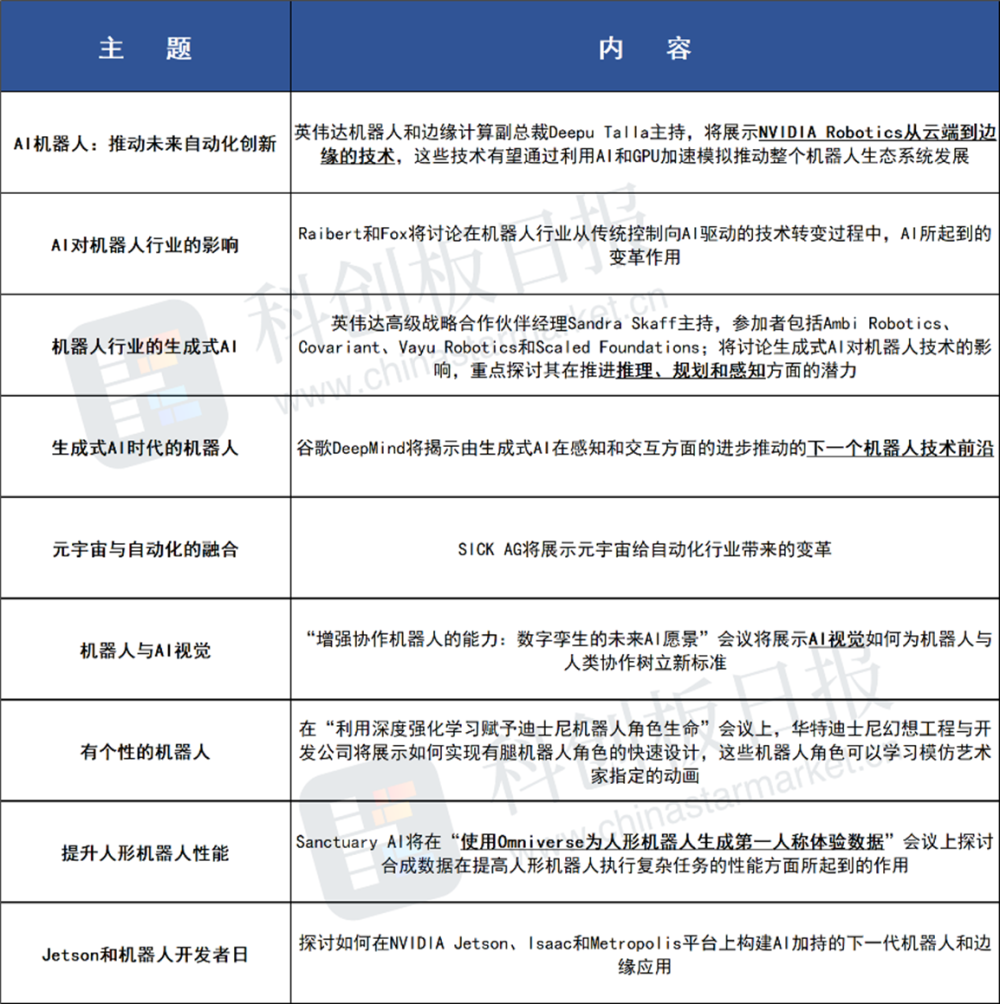 主 题
内 容
AI机器人：推动未来自动化创新
英伟达机器人和边缘计算副总裁Deepu Talla主持，将展示NVIDIA Robotics从云端到边
缘的技术，这些技术有望通过利用AI和GPU加速模拟推动整个机器人生态系统发展
AI对机器人行业的影响
Raibert和Fox将讨论在机器人行业从传统控制向AI驱动的技术转变过程中，AI所起到的
变革作用
机器人行业的生成式AI
英伟达高级战略合作伙伴经理Sandra Skaff主持，参加者包括Ambi Robotics、
Covariant、Vayu Robotics和Scaled Foundations；将讨论生成式AI对机器人技术的影
响，重点探讨其在推进推理、规划和感知方面的潜力
生成式AI时代的机器人
谷歌DeepMind将揭示由生成式AI在感知和交互方面的进步推动的下一个机器人技术前沿
元宇宙与自动化的融合
SICK AG将展示元宇宙给自动化行业带来的变革
机器人与AI视觉
“增强协作机器人的能力：数字孪生的未来AI愿景”会议将展示AI视觉如何为机器人与
人类协作树立新标准
有个性的机器人
在“利用深度强化学习赋予迪士尼机器人角色生命”会议上，华特迪士尼幻想工程与开
发公司将展示如何实现有腿机器人角色的快速设计，这些机器人角色可以学习模仿艺术
家指定的动画
提升人形机器人性能
Sanctuary AI将在“使用Omniverse为人形机器人生成第一人称体验数据”会议上探讨
合成数据在提高人形机器人执行复杂任务的性能方面所起到的作用
Jetson和机器人开发者日
探讨如何在NVIDIA Jetson、Isaac和Metropolis平台上构建AI加持的下一代机器人和边
缘应用
科创板日报
www.chinastarmarket.cn
科创板日报
www.chinastarmarket.cn